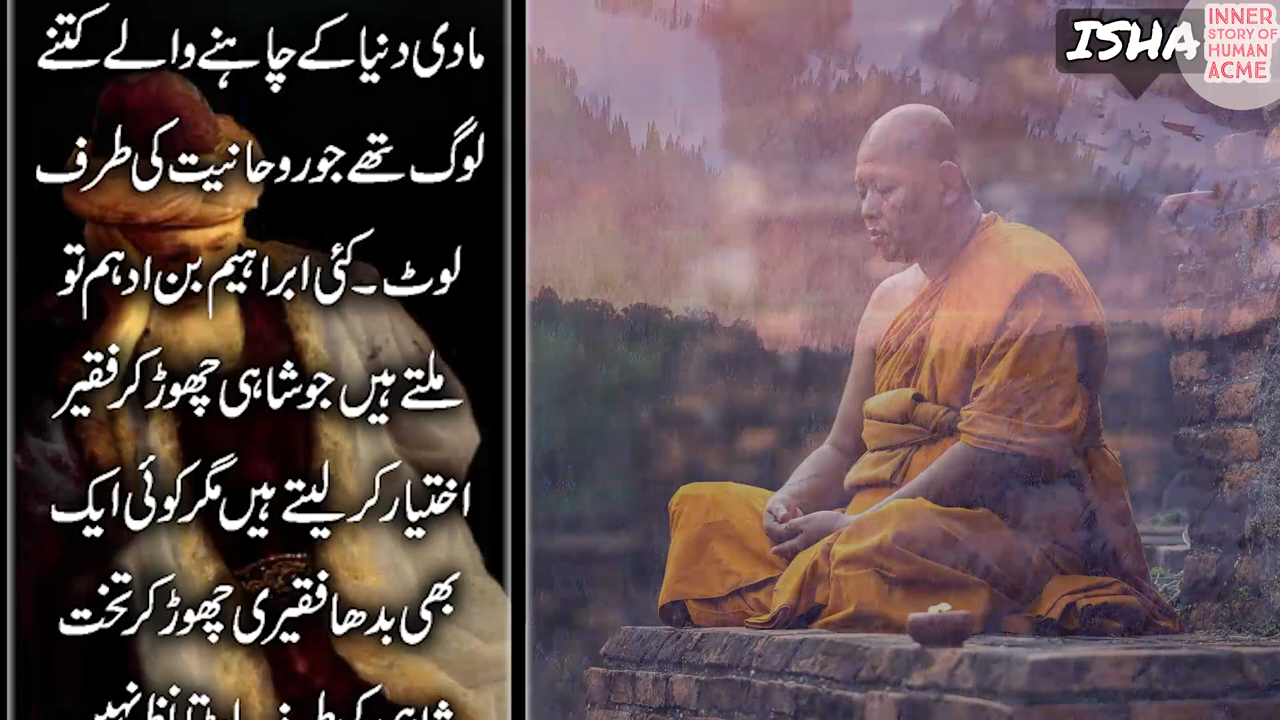 مادی دنیا کے چاہنے والے کتنے
لوگ تھے جو روحانیت کی طرف
لوٹ۔ کئی ابراہیم بن ادہم تو
ملتے ہیں جو شاہی چھوڑ کر فقیر
اختیار کر لیتے ہیں مگر کوئی ایک
بھی بدھا فقیری چھوڑ کر تخت
ISHA
INNER
STORY OF
HUMAN
ACME